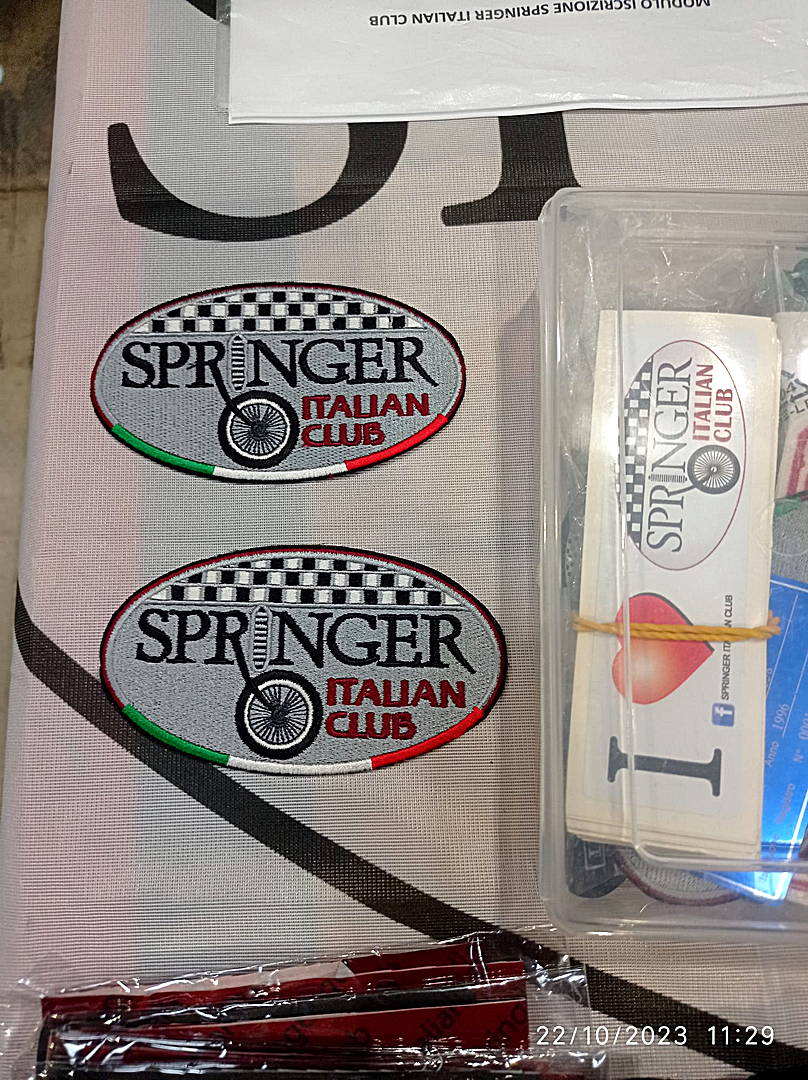 MODULO ISCRIZIONE SPRINGER ITALIAN CLUB
SPRINGER
ITALIAN
CLUB
SPRINGER
ITALIAN
CLUB
SPRINGER
ITALIAN
CLUB
I
SPRINGER ITALIAN CLUB
Anno 1996
22/10/2023 11:29